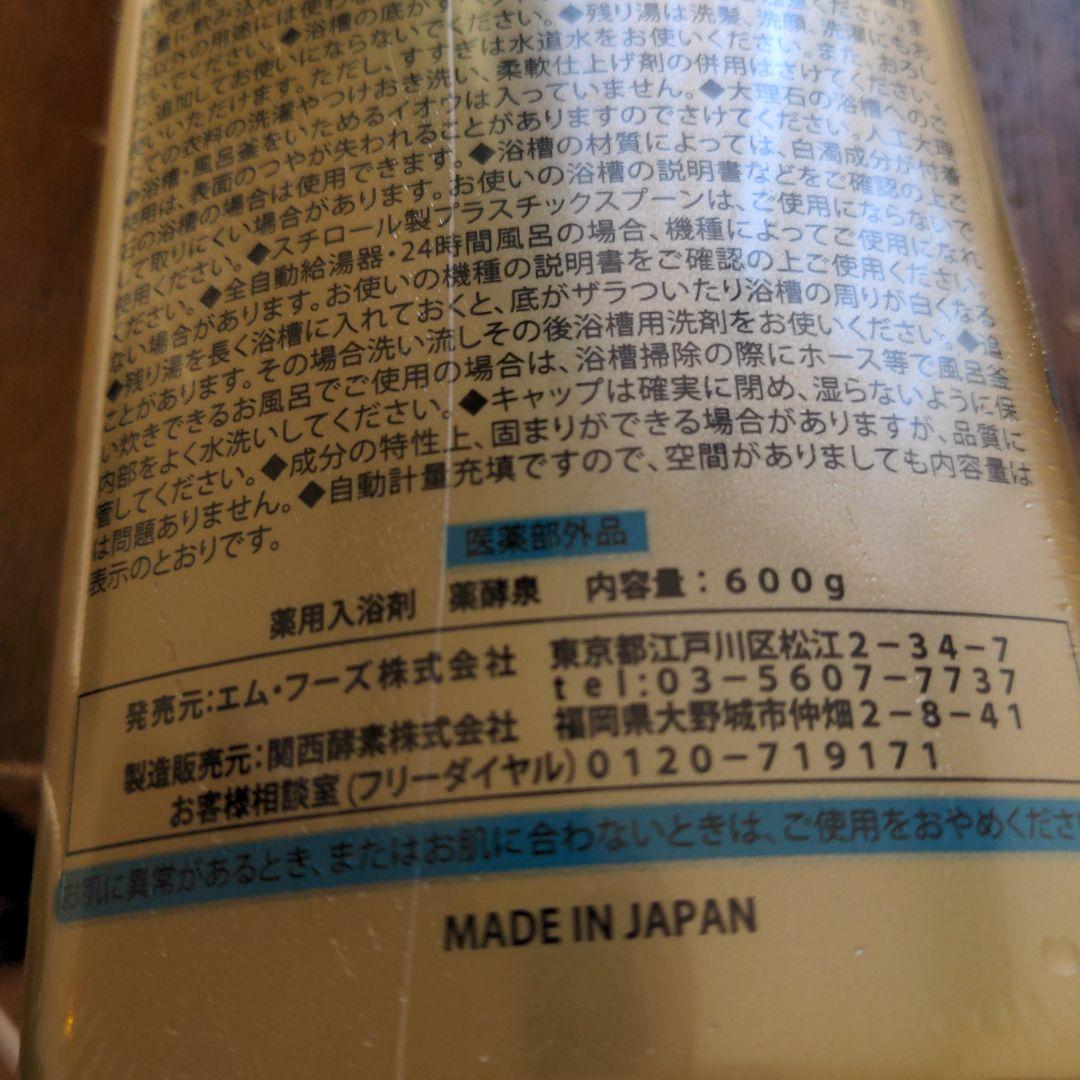 使用を
に飲み込ん
以外の用途には使わな
いでください。◆浴槽の底が
追加してお使いにならないでください。◆残り湯は洗髪、洗顔、洗濯にもお
使いいただけます。ただし、すすぎは水道水をお使いください。また、おろし
たての衣料の洗濯やつけおき洗い、柔軟仕上げ剤の併用はさけてください。
◆浴槽・風呂釜をいためるイオウは入っていません。◆大理石の浴槽へのご
使用は、表面のつやが失われることがありますのでさけてください。人工大理
石の浴槽の場合は使用できます。◆浴槽の材質によっては、白濁成分が付着
して取りにくい場合があります。お使いの浴槽の説明書などをご確認の上ご
使用ください。◆スチロール製プラスチックスプーンは、ご使用にならないで
ください。◆全自動給湯器・24時間風呂の場合、機種によってご使用になれ
ない場合があります。お使いの機種の説明書をご確認の上ご使用ください。
◆残り湯を長く浴槽に入れておくと、底がザラついたり浴槽の周りが白くなる
ことがあります。その場合洗い流しその後浴槽用洗剤をお使いください。◆追
い炊きできるお風呂でご使用の場合は、浴槽掃除の際にホース等で風呂釜
内部をよく水洗いしてください。◆キャップは確実に閉め、湿らないように保
管してください。◆成分の特性上、固まりができる場合がありますが、品質に
は問題ありません。◆自動計量充填ですので、空間がありましても内容量は
表示のとおりです。
医薬部外品
薬用入浴剤 薬酵泉 内容量：600g
発売元:エム・フーズ株式会社 東京都江戸川区松江2－34－7
tel:03－5607－7737
製造販売元:関西酵素株式会社 福岡県大野城市仲畑2－8－41
お客様相談室(フリーダイヤル)0120－719171
お肌に異常があるとき、またはお肌に合わないときは、ご使用をおやめくださ
MADE IN JAPAN